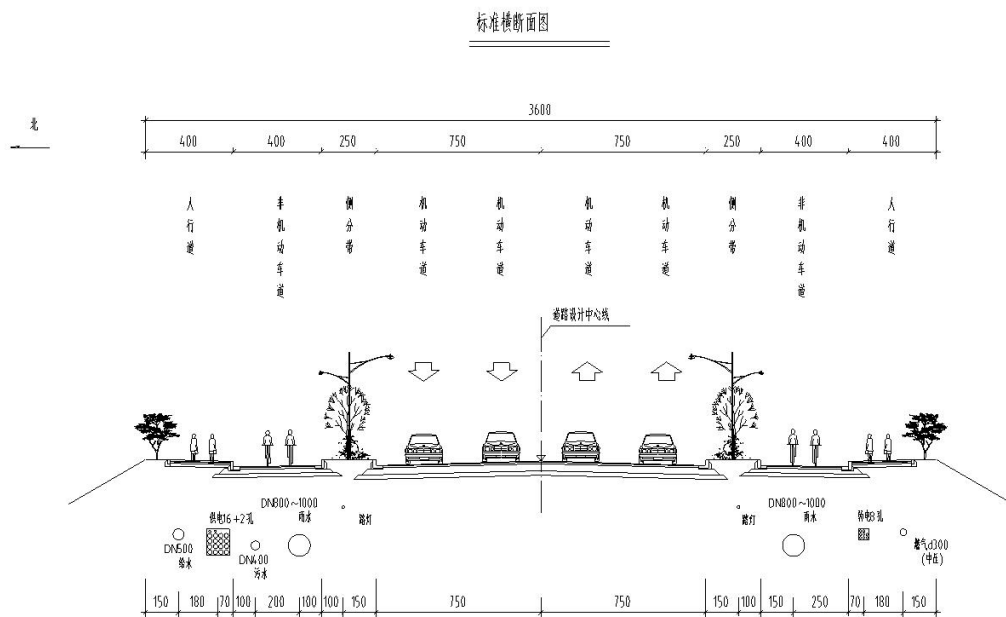 标准横断面图
3600
北
400 400 250 750 750 250 400 400
人行道
非机动车道
侧分带
机动车道
机动车道
机动车道
机动车道
侧分带
非机动车道
人行道
道路设计中心线
DN800~1000
雨水
供电16+2孔
路灯
DN500
给水
DN400
污水
DN800~1000
雨水
路灯
弱电8孔
燃气d300
(中压)
150 180 70 100 200 100 100 150 750 750 150 100 150 250 70 180 150